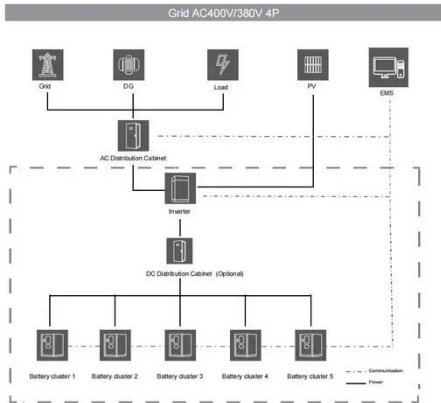 Grid AC400V/380V 4P
Grid DG Load PV EMS
AC Distribution Cabinet
Inverter
DC Distribution Cabinet (Optional)
Battery cluster 1 Battery cluster 2 Battery cluster 3 Battery cluster 4 Battery cluster 5
Communication
Power